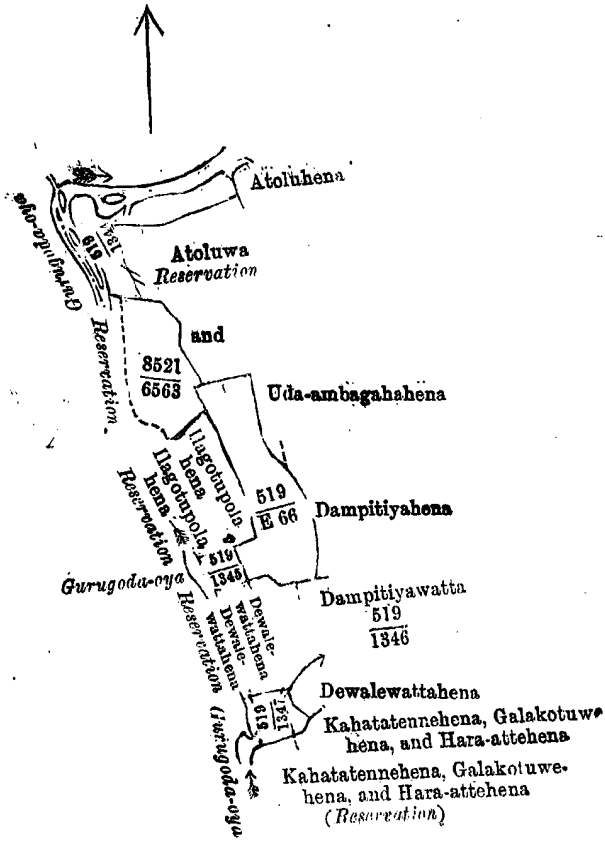 Atoluhena
Gurugoda-oya
134
519
Atoluwa
Reservation
Reservation
and
8521
6563
Uda-ambagahahena
Ilagotupola
hena
Ilagotupola
hena
Reservation
519
E 66
Dampitiyahena
519
1345
Gurugoda-oya
Reservation
Dewale-
wattahena
Dewale-
wattahena
Dampitiyawatta
519
1346
Dewalewattahena
519
1347
Kahatatennehena, Galakotuwe
hena, and Hara-attehena
Gurugoda-oya
Kahatatennehena, Galakotuwe-
hena, and Hara-attehena
(Reservation)